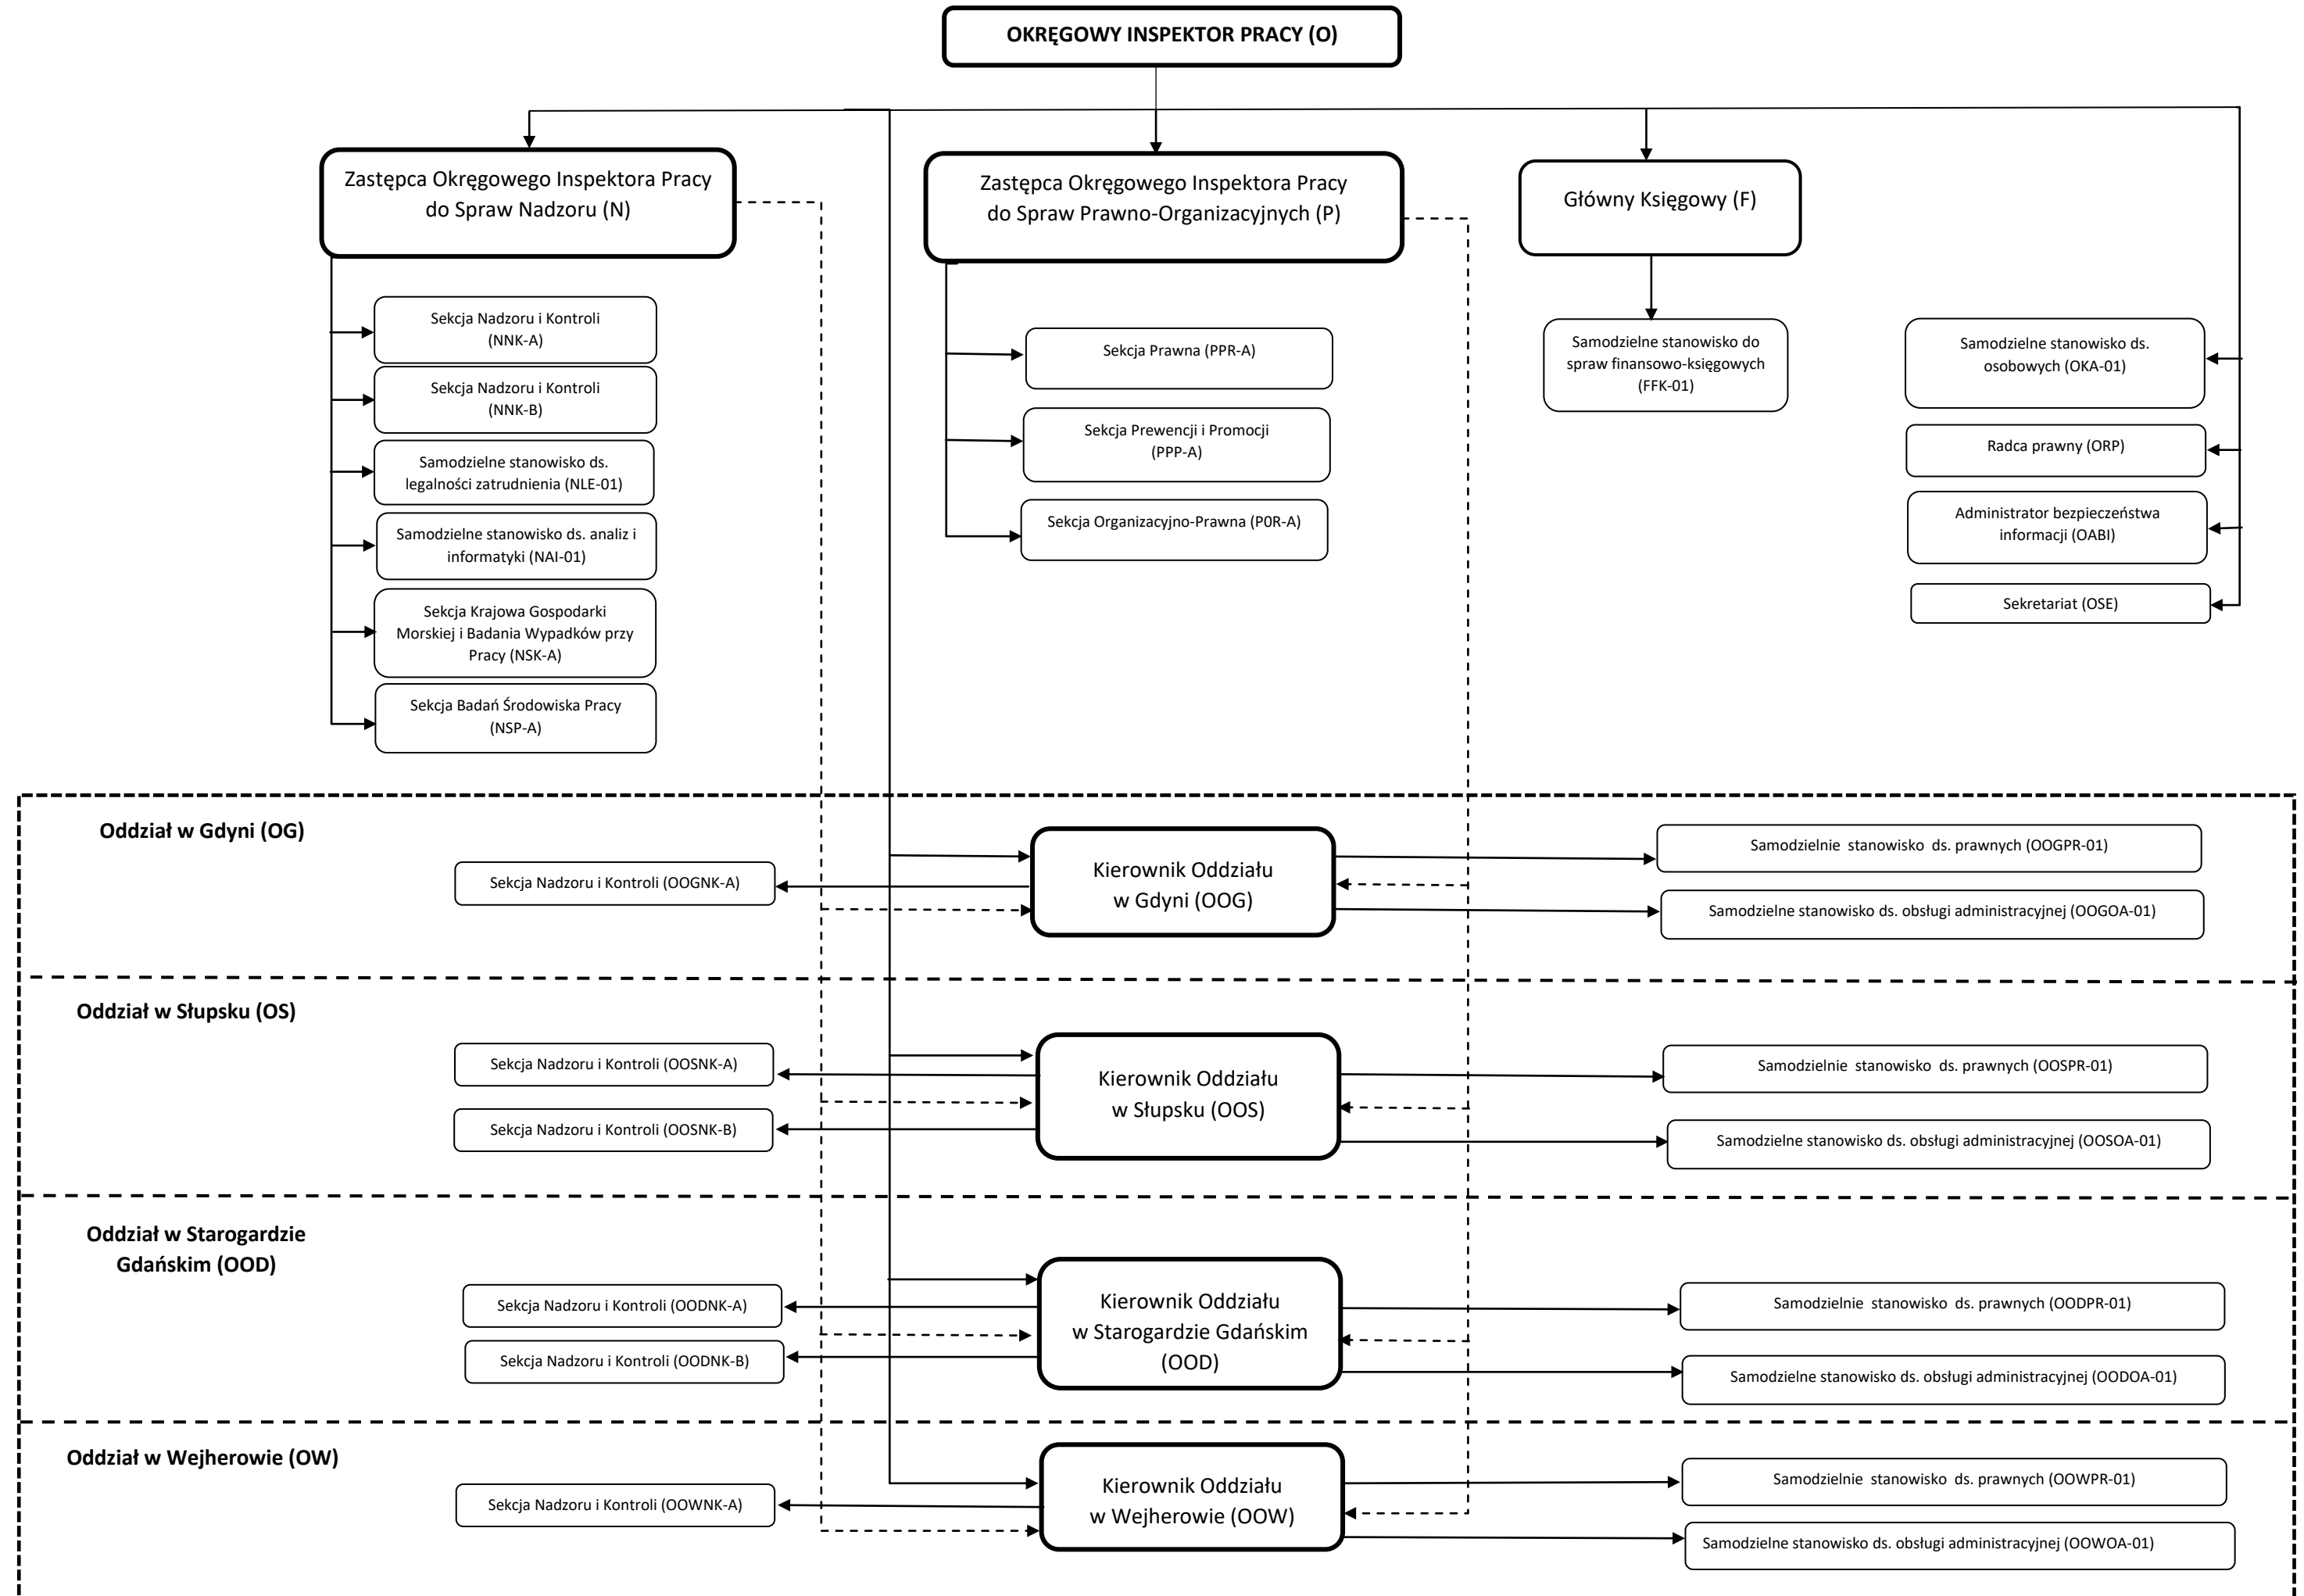 OKRĘGOWY INSPEKTOR PRACY (O)
Zastępca Okręgowego Inspektora Pracy
do Spraw Nadzoru (N)
Zastępca Okręgowego Inspektora Pracy
do Spraw Prawno-Organizacyjnych (P)
Główny Księgowy (F)
Sekcja Nadzoru i Kontroli
(NNK-A)
Sekcja Nadzoru i Kontroli
(NNK-B)
Samodzielne stanowisko ds.
legalności zatrudnienia (NLE-01)
Samodzielne stanowisko ds. analiz i
informatyki (NAI-01)
Sekcja Krajowa Gospodarki
Morskiej i Badania Wypadków przy
Pracy (NSK-A)
Sekcja Badań Środowiska Pracy
(NSP-A)
Sekcja Prawna (PPR-A)
Sekcja Prewencji i Promocji
(PPP-A)
Sekcja Organizacyjno-Prawna (P0R-A)
Samodzielne stanowisko do
spraw finansowo-księgowych
(FFK-01)
Samodzielne stanowisko ds.
osobowych (OKA-01)
Radca prawny (ORP)
Administrator bezpieczeństwa
informacji (OABI)
Sekretariat (OSE)
Oddział w Gdyni (OG)
Sekcja Nadzoru i Kontroli (OOGNK-A)
Kierownik Oddziału
w Gdyni (OOG)
Samodzielnie stanowisko ds. prawnych (OOGPR-01)
Samodzielne stanowisko ds. obsługi administracyjnej (OOGOA-01)
Oddział w Słupsku (OS)
Sekcja Nadzoru i Kontroli (OOSNK-A)
Sekcja Nadzoru i Kontroli (OOSNK-B)
Kierownik Oddziału
w Słupsku (OOS)
Samodzielnie stanowisko ds. prawnych (OOSPR-01)
Samodzielne stanowisko ds. obsługi administracyjnej (OOSOA-01)
Oddział w Starogardzie
Gdańskim (OOD)
Sekcja Nadzoru i Kontroli (OODNK-A)
Sekcja Nadzoru i Kontroli (OODNK-B)
Kierownik Oddziału
w Starogardzie Gdańskim
(OOD)
Samodzielnie stanowisko ds. prawnych (OODPR-01)
Samodzielne stanowisko ds. obsługi administracyjnej (OODOA-01)
Oddział w Wejherowie (OW)
Sekcja Nadzoru i Kontroli (OOWNK-A)
Kierownik Oddziału
w Wejherowie (OOW)
Samodzielnie stanowisko ds. prawnych (OOWPR-01)
Samodzielne stanowisko ds. obsługi administracyjnej (OOWOA-01)